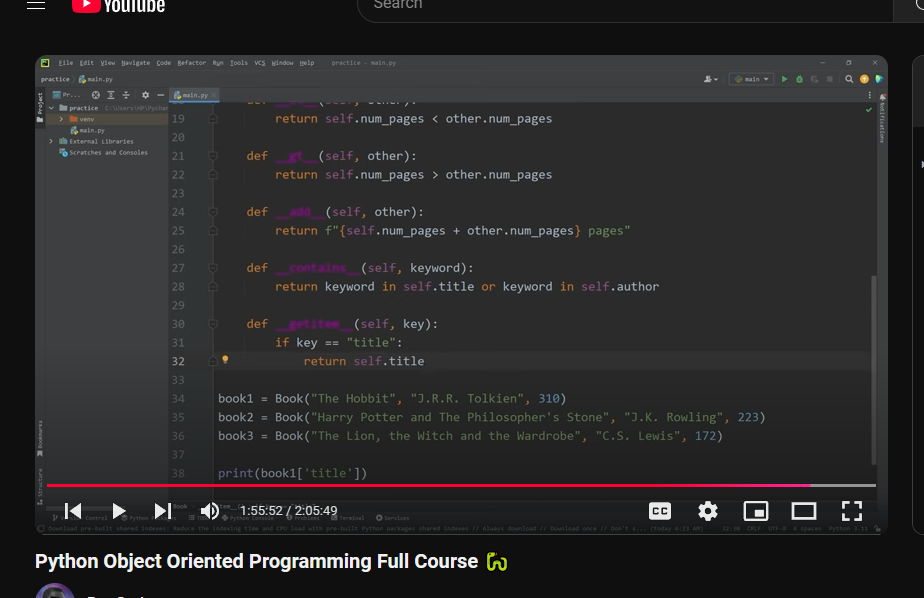 YouTube
Search
File Edit View Navigate Code Refactor Run Tools VCS Window Help practice – main.py
practice main.py
main
Project
Pr...
main.py
practice C:\Users\HP\Pychar
venv
main.py
External Libraries
Scratches and Consoles
Notifications
19 return self.num_pages < other.num_pages
20
21 def __gt__(self, other):
22 return self.num_pages > other.num_pages
23
24 def __add__(self, other):
25 return f"{self.num_pages + other.num_pages} pages"
26
27 def __contains__(self, keyword):
28 return keyword in self.title or keyword in self.author
29
30 def __getitem__(self, key):
31 if key == "title":
32 return self.title
33
34 book1 = Book("The Hobbit", "J.R.R. Tolkien", 310)
35 book2 = Book("Harry Potter and The Philosopher's Stone", "J.K. Rowling", 223)
36 book3 = Book("The Lion, the Witch and the Wardrobe", "C.S. Lewis", 172)
37
38 print(book1['title'])
Bookmarks
Structure
1:55:52 / 2:05:49
CC
Python Object Oriented Programming Full Course